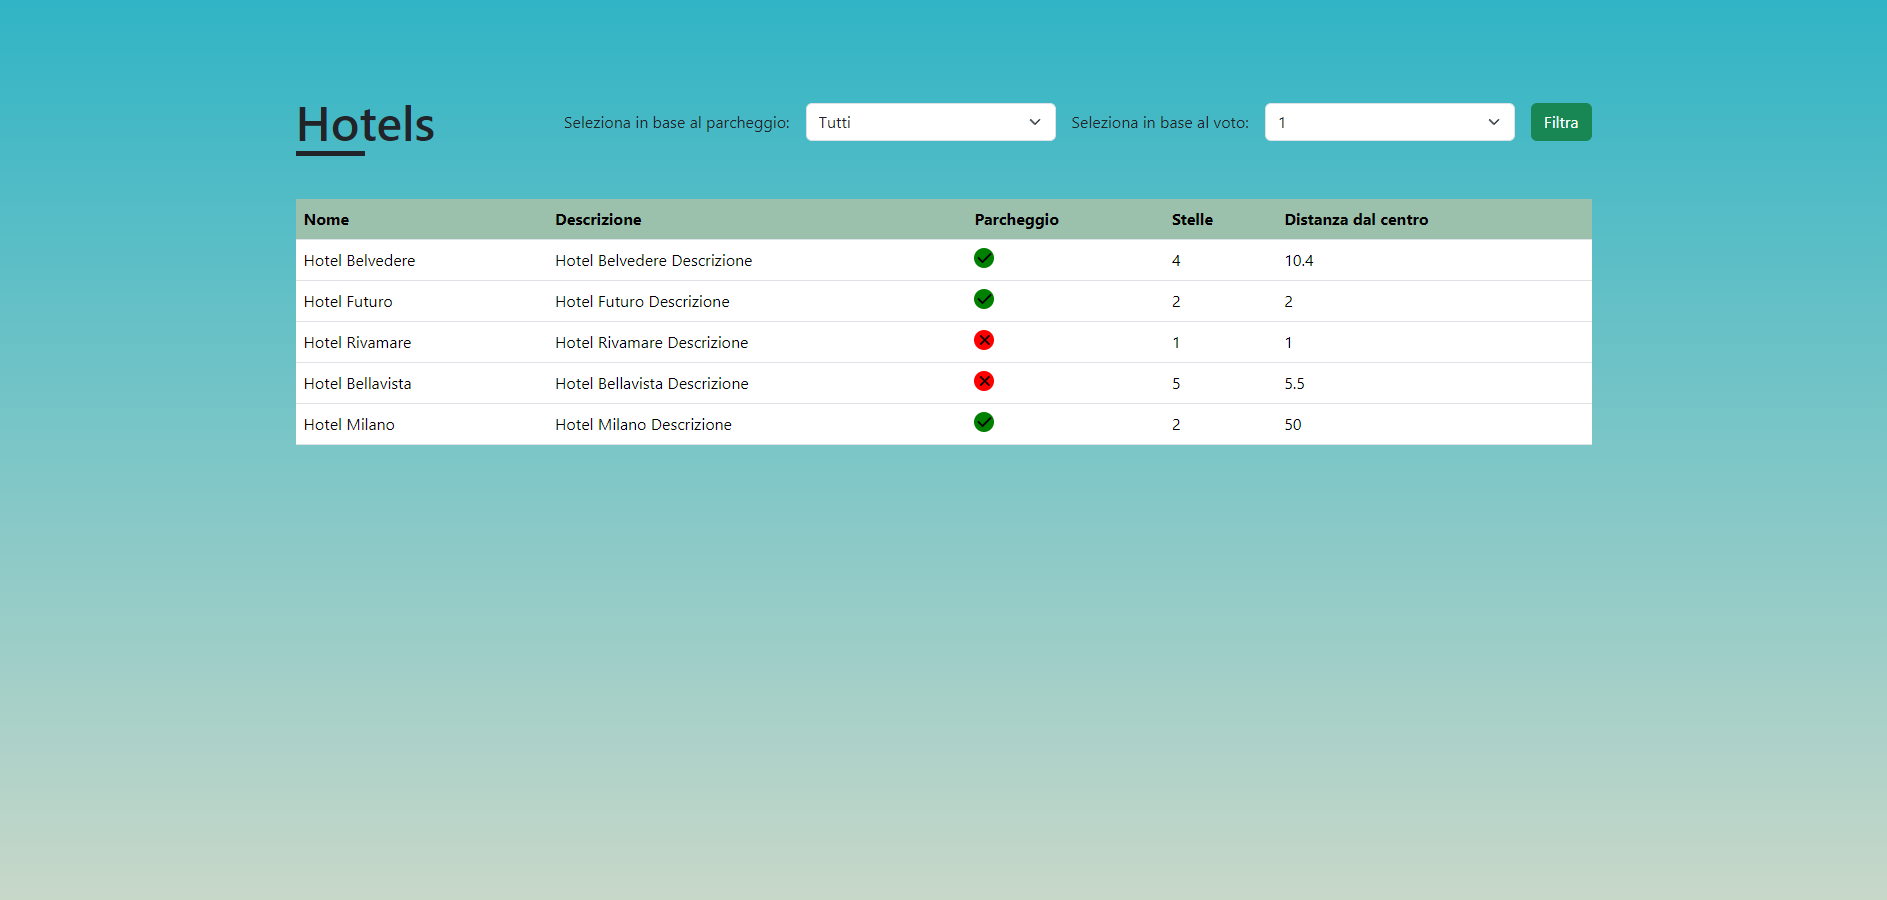 Hotels
Seleziona in base al parcheggio: Tutti Seleziona in base al voto: 1 Filtra
Nome Descrizione Parcheggio Stelle Distanza dal centro
Hotel Belvedere Hotel Belvedere Descrizione 4 10.4
Hotel Futuro Hotel Futuro Descrizione 2 2
Hotel Rivamare Hotel Rivamare Descrizione 1 1
Hotel Bellavista Hotel Bellavista Descrizione 5 5.5
Hotel Milano Hotel Milano Descrizione 2 50